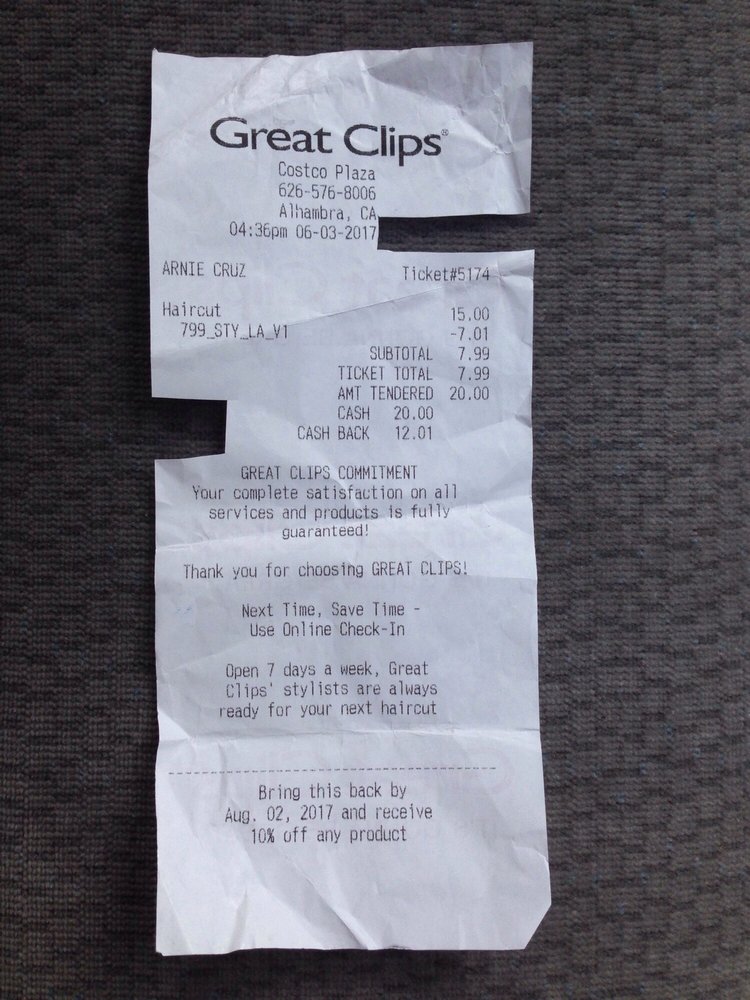 Great Clips®
Costco Plaza
626-576-8006
Alhambra, CA
04:36pm 06-03-2017
ARNIE CRUZ Ticket#5174
Haircut 15.00
799_STY_LA_V1 -7.01
SUBTOTAL 7.99
TICKET TOTAL 7.99
AMT TENDERED 20.00
CASH 20.00
CASH BACK 12.01
GREAT CLIPS COMMITMENT
Your complete satisfaction on all
services and products is fully
guaranteed!
Thank you for choosing GREAT CLIPS!
Next Time, Save Time -
Use Online Check-In
Open 7 days a week, Great
Clips' stylists are always
ready for your next haircut
Bring this back by
Aug. 02, 2017 and receive
10% off any product